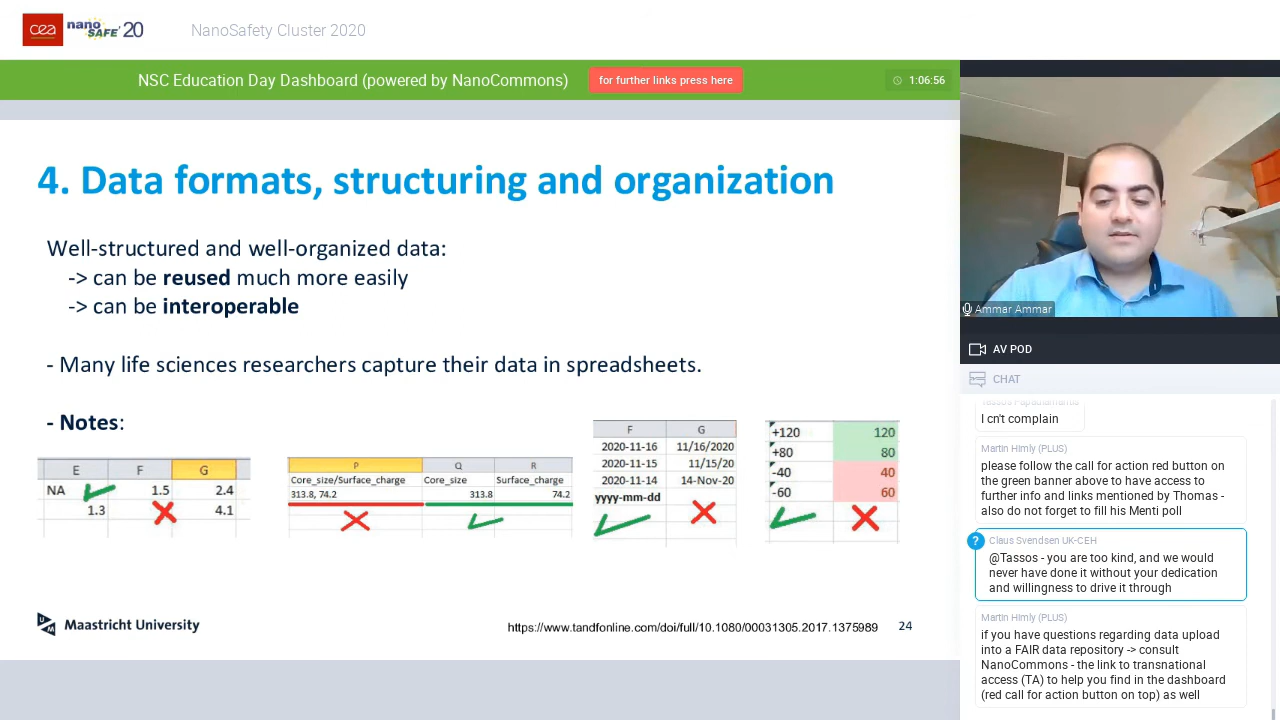 cea nano SAFE' 20
NanoSafety Cluster 2020
NSC Education Day Dashboard (powered by NanoCommons)
for further links press here
1:06:56
4. Data formats, structuring and organization
Well-structured and well-organized data:
-> can be reused much more easily
-> can be interoperable
- Many life sciences researchers capture their data in spreadsheets.
- Notes:
E F G
NA 1.5 2.4
1.3 4.1
P Q R
Core_size/Surface_charge Core_size Surface_charge
313.8, 74.2 313.8 74.2
F G
2020-11-16 11/16/2020
2020-11-15 11/15/20
2020-11-14 14-Nov-20
yyyy-mm-dd
+120 120
+80 80
-40 40
-60 60
Maastricht University
https://www.tandfonline.com/doi/full/10.1080/00031305.2017.1375989
24
Ammar Ammar
AV POD
CHAT
I cn't complain
Martin Himly (PLUS)
please follow the call for action red button on
the green banner above to have access to
further info and links mentioned by Thomas -
also do not forget to fill his Menti poll
?
Claus Svendsen UK-CEH
@Tassos - you are too kind, and we would
never have done it without your dedication
and willingness to drive it through
Martin Himly (PLUS)
if you have questions regarding data upload
into a FAIR data repository -> consult
NanoCommons - the link to transnational
access (TA) to help you find in the dashboard
(red call for action button on top) as well